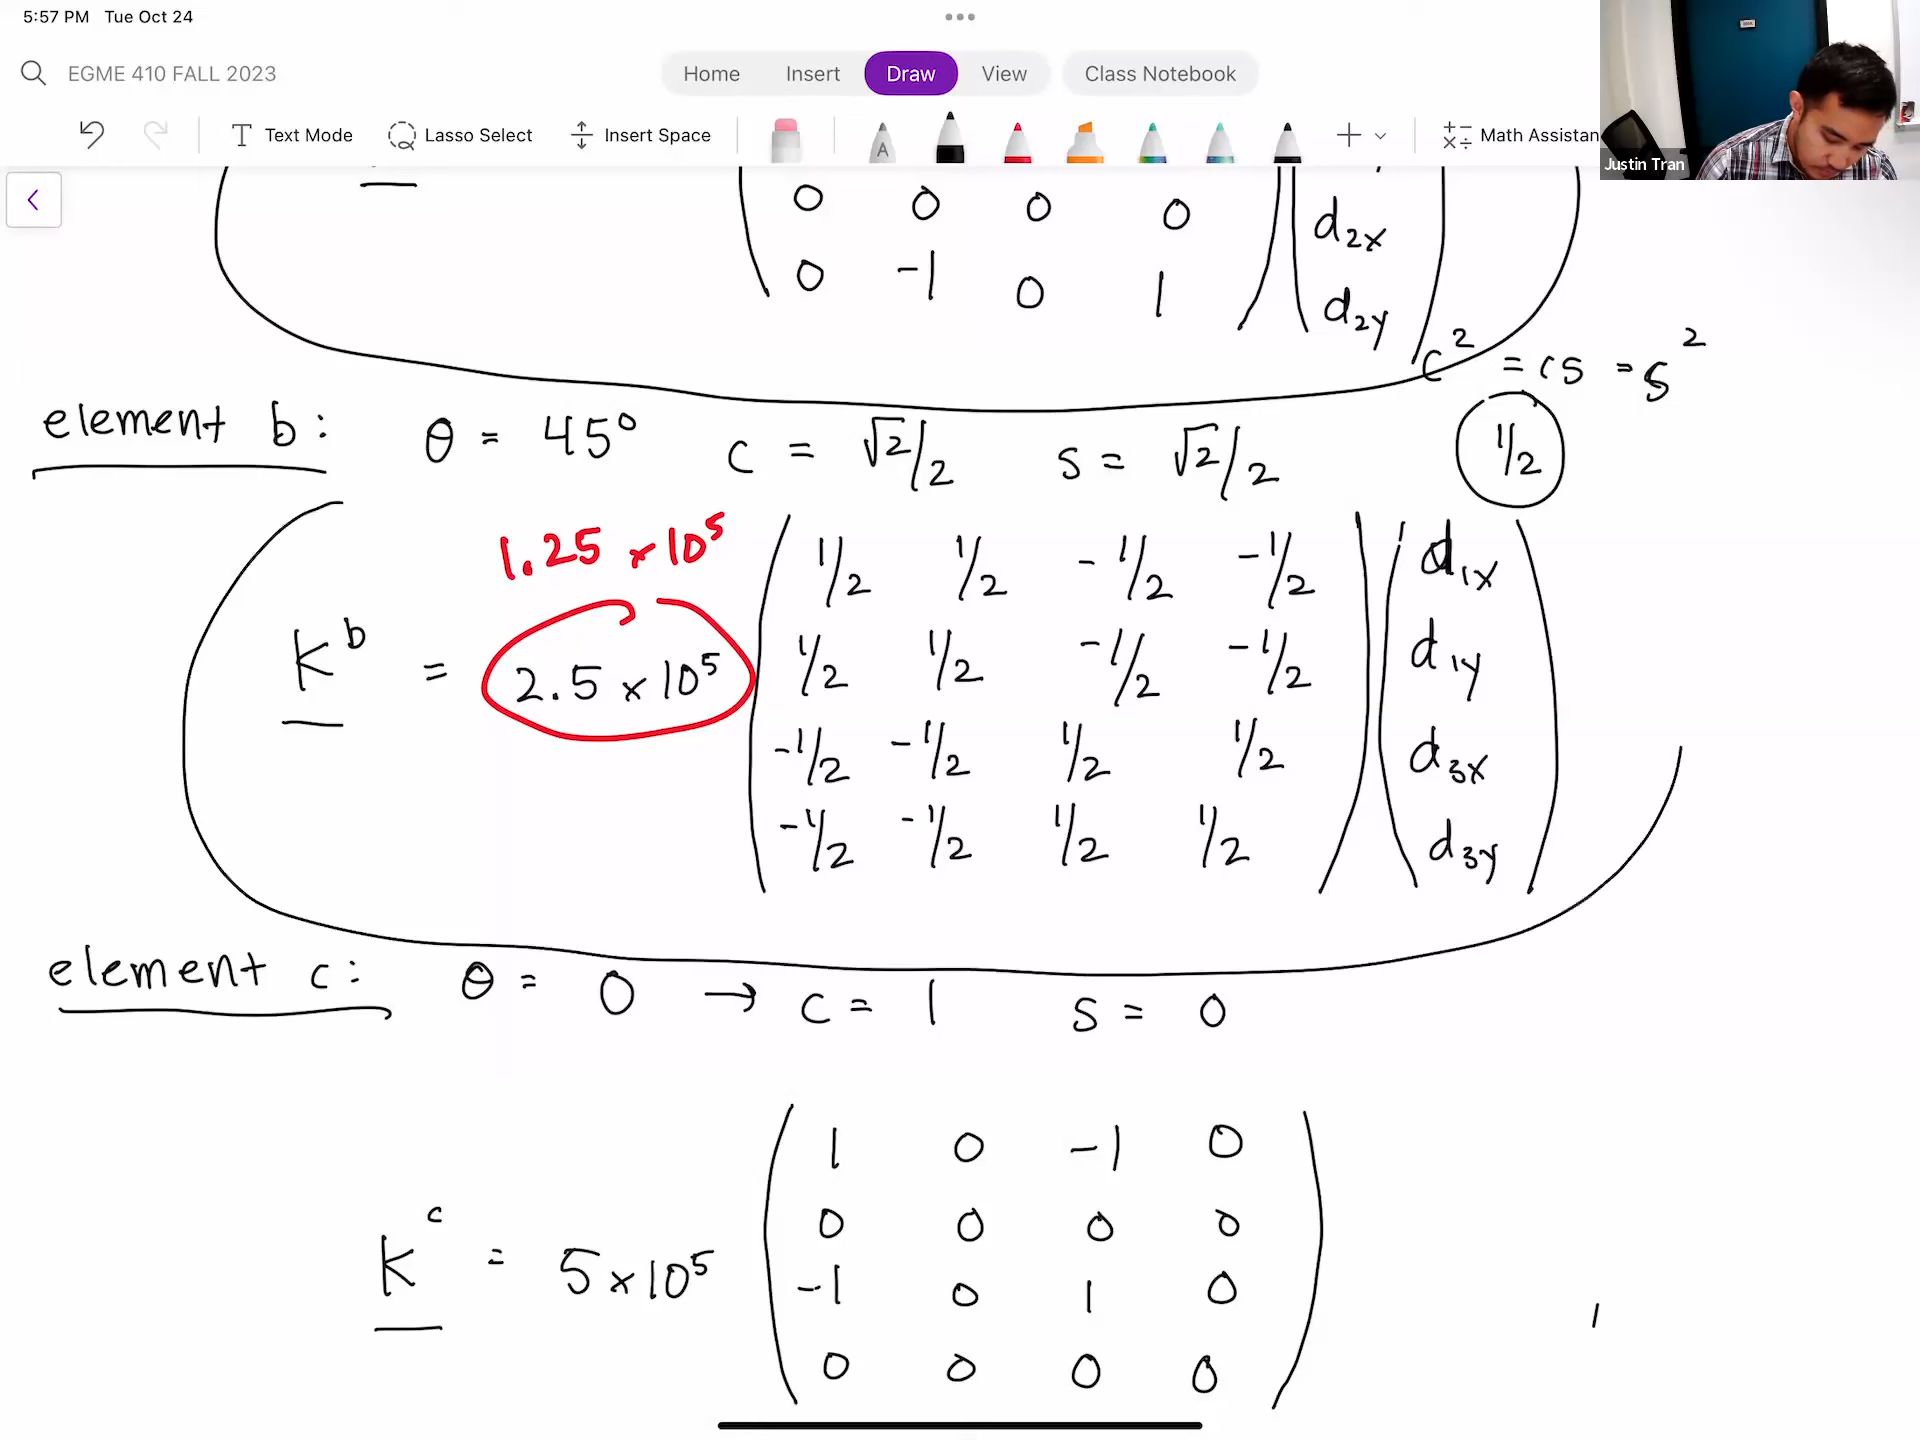 5:57 PM Tue Oct 24
EGME 410 FALL 2023
Home Insert Draw View Class Notebook
Text Mode Lasso Select Insert Space Math Assistan
Justin Tran
0 0 0 0 d2x
0 -1 0 1 d2y
c² = cs = s²
element b: θ = 45° c = √2/2 s = √2/2 1/2
1.25 × 10⁵
1/2 1/2 -1/2 -1/2 d1x
K^b = 2.5 × 10⁵ 1/2 1/2 -1/2 -1/2 d1y
-1/2 -1/2 1/2 1/2 d3x
-1/2 -1/2 1/2 1/2 d3y
element c: θ = 0 → c = 1 s = 0
1 0 -1 0
0 0 0 0
K^c = 5 × 10⁵ -1 0 1 0
0 0 0 0